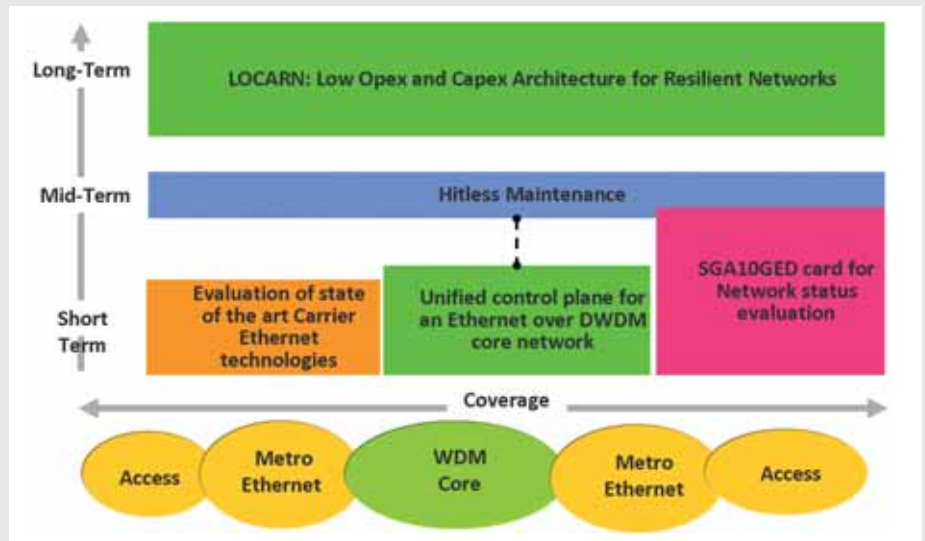 Long-Term
LOCARN: Low Opex and Capex Architecture for Resilient Networks
Mid-Term
Hitless Maintenance
Short
Term
Evaluation of state
of the art Carrier
Ethernet
technologies
Unified control plane for
an Ethernet over DWDM
core network
SGA10GED card for
Network status
evaluation
Coverage
Access
Metro
Ethernet
WDM
Core
Metro
Ethernet
Access